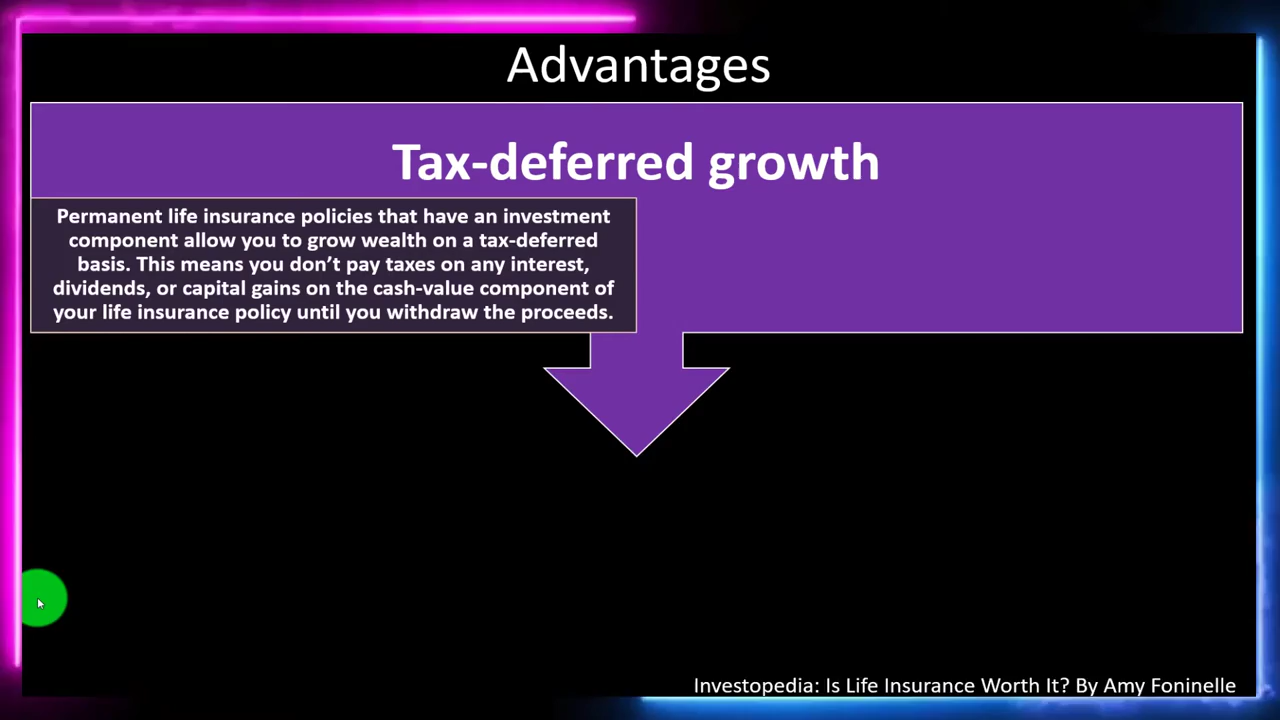 Advantages
Tax-deferred growth
Permanent life insurance policies that have an investment
component allow you to grow wealth on a tax-deferred
basis. This means you don’t pay taxes on any interest,
dividends, or capital gains on the cash-value component of
your life insurance policy until you withdraw the proceeds.
Investopedia: Is Life Insurance Worth It? By Amy Foninelle